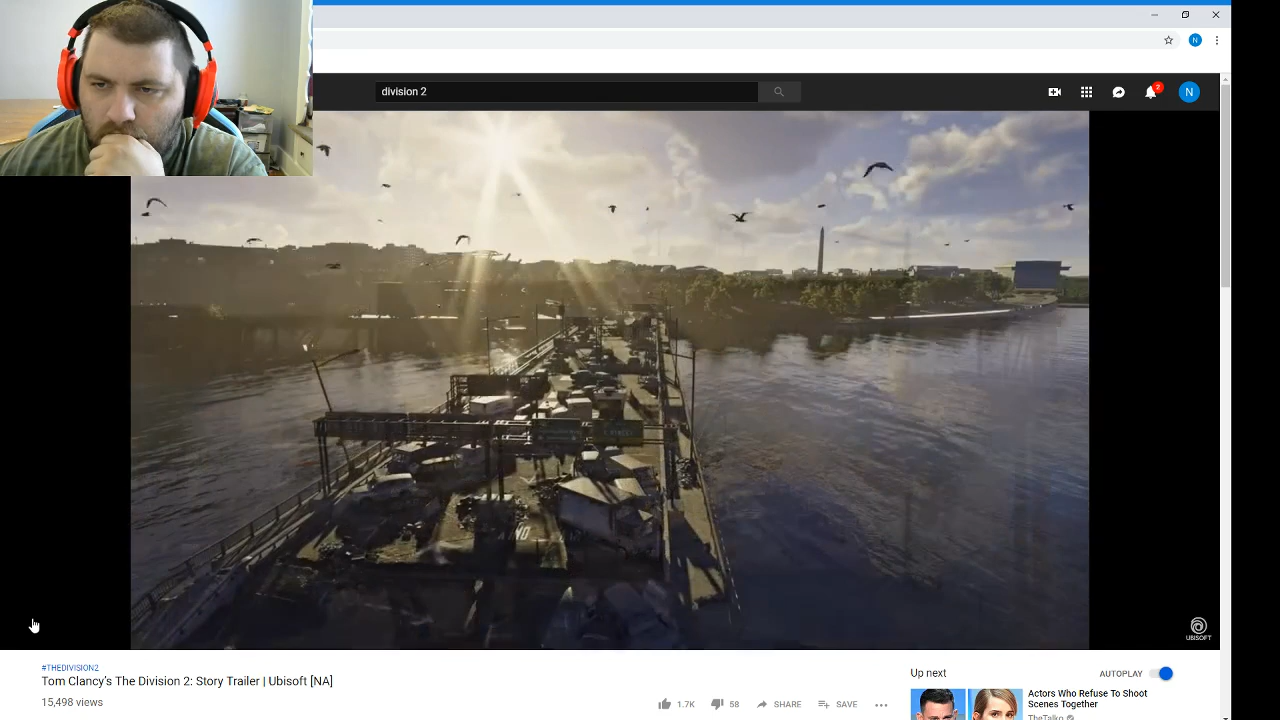 division 2
2
N
N
UBISOFT
#THEDIVISION2
Tom Clancy's The Division 2: Story Trailer | Ubisoft [NA]
15,498 views
1.7K
58
SHARE
SAVE
Up next
AUTOPLAY
Actors Who Refuse To Shoot
Scenes Together
TheTalko